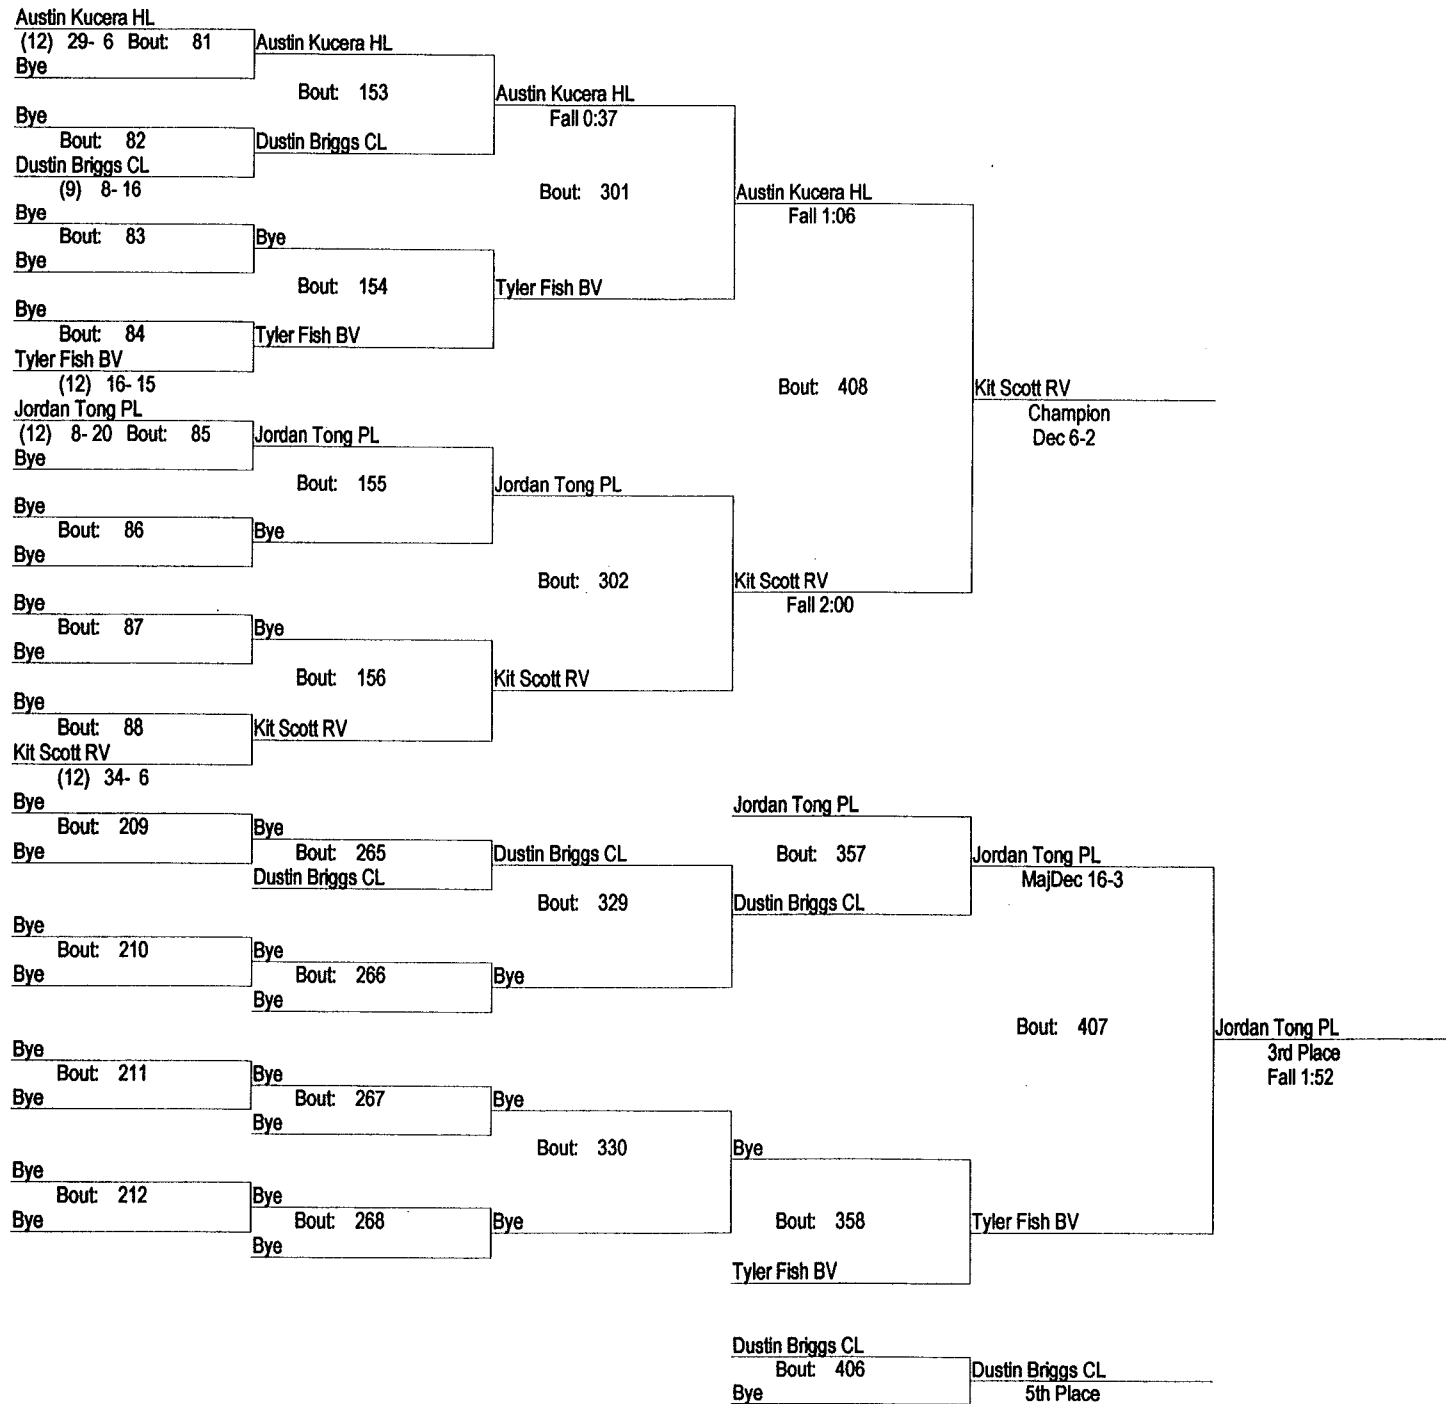 Austin Kucera HL
(12) 29- 6 Bout: 81
Bye
Austin Kucera HL
Bout: 153
Bye
Bout: 82
Dustin Briggs CL
(9) 8- 16
Dustin Briggs CL
Austin Kucera HL
Fall 0:37
Bout: 301
Bye
Bout: 83
Bye
Bye
Bout: 154
Bye
Bout: 84
Tyler Fish BV
(12) 16- 15
Tyler Fish BV
Tyler Fish BV
Austin Kucera HL
Fall 1:06
Bout: 408
Jordan Tong PL
(12) 8- 20 Bout: 85
Bye
Jordan Tong PL
Bout: 155
Bye
Bout: 86
Bye
Bye
Jordan Tong PL
Bout: 302
Bye
Bout: 87
Bye
Bye
Bout: 156
Bye
Bout: 88
Kit Scott RV
(12) 34- 6
Kit Scott RV
Kit Scott RV
Kit Scott RV
Fall 2:00
Kit Scott RV
Champion
Dec 6-2
Bye
Bout: 209
Bye
Bye
Bout: 265
Dustin Briggs CL
Dustin Briggs CL
Bout: 329
Bye
Bout: 210
Bye
Bye
Bout: 266
Bye
Bye
Jordan Tong PL
Bout: 357
Dustin Briggs CL
Jordan Tong PL
MajDec 16-3
Bout: 407
Bye
Bout: 211
Bye
Bye
Bout: 267
Bye
Bye
Bout: 330
Bye
Bout: 212
Bye
Bye
Bout: 268
Bye
Bye
Bye
Bout: 358
Tyler Fish BV
Tyler Fish BV
Jordan Tong PL
3rd Place
Fall 1:52
Dustin Briggs CL
Bout: 406
Bye
Dustin Briggs CL
5th Place